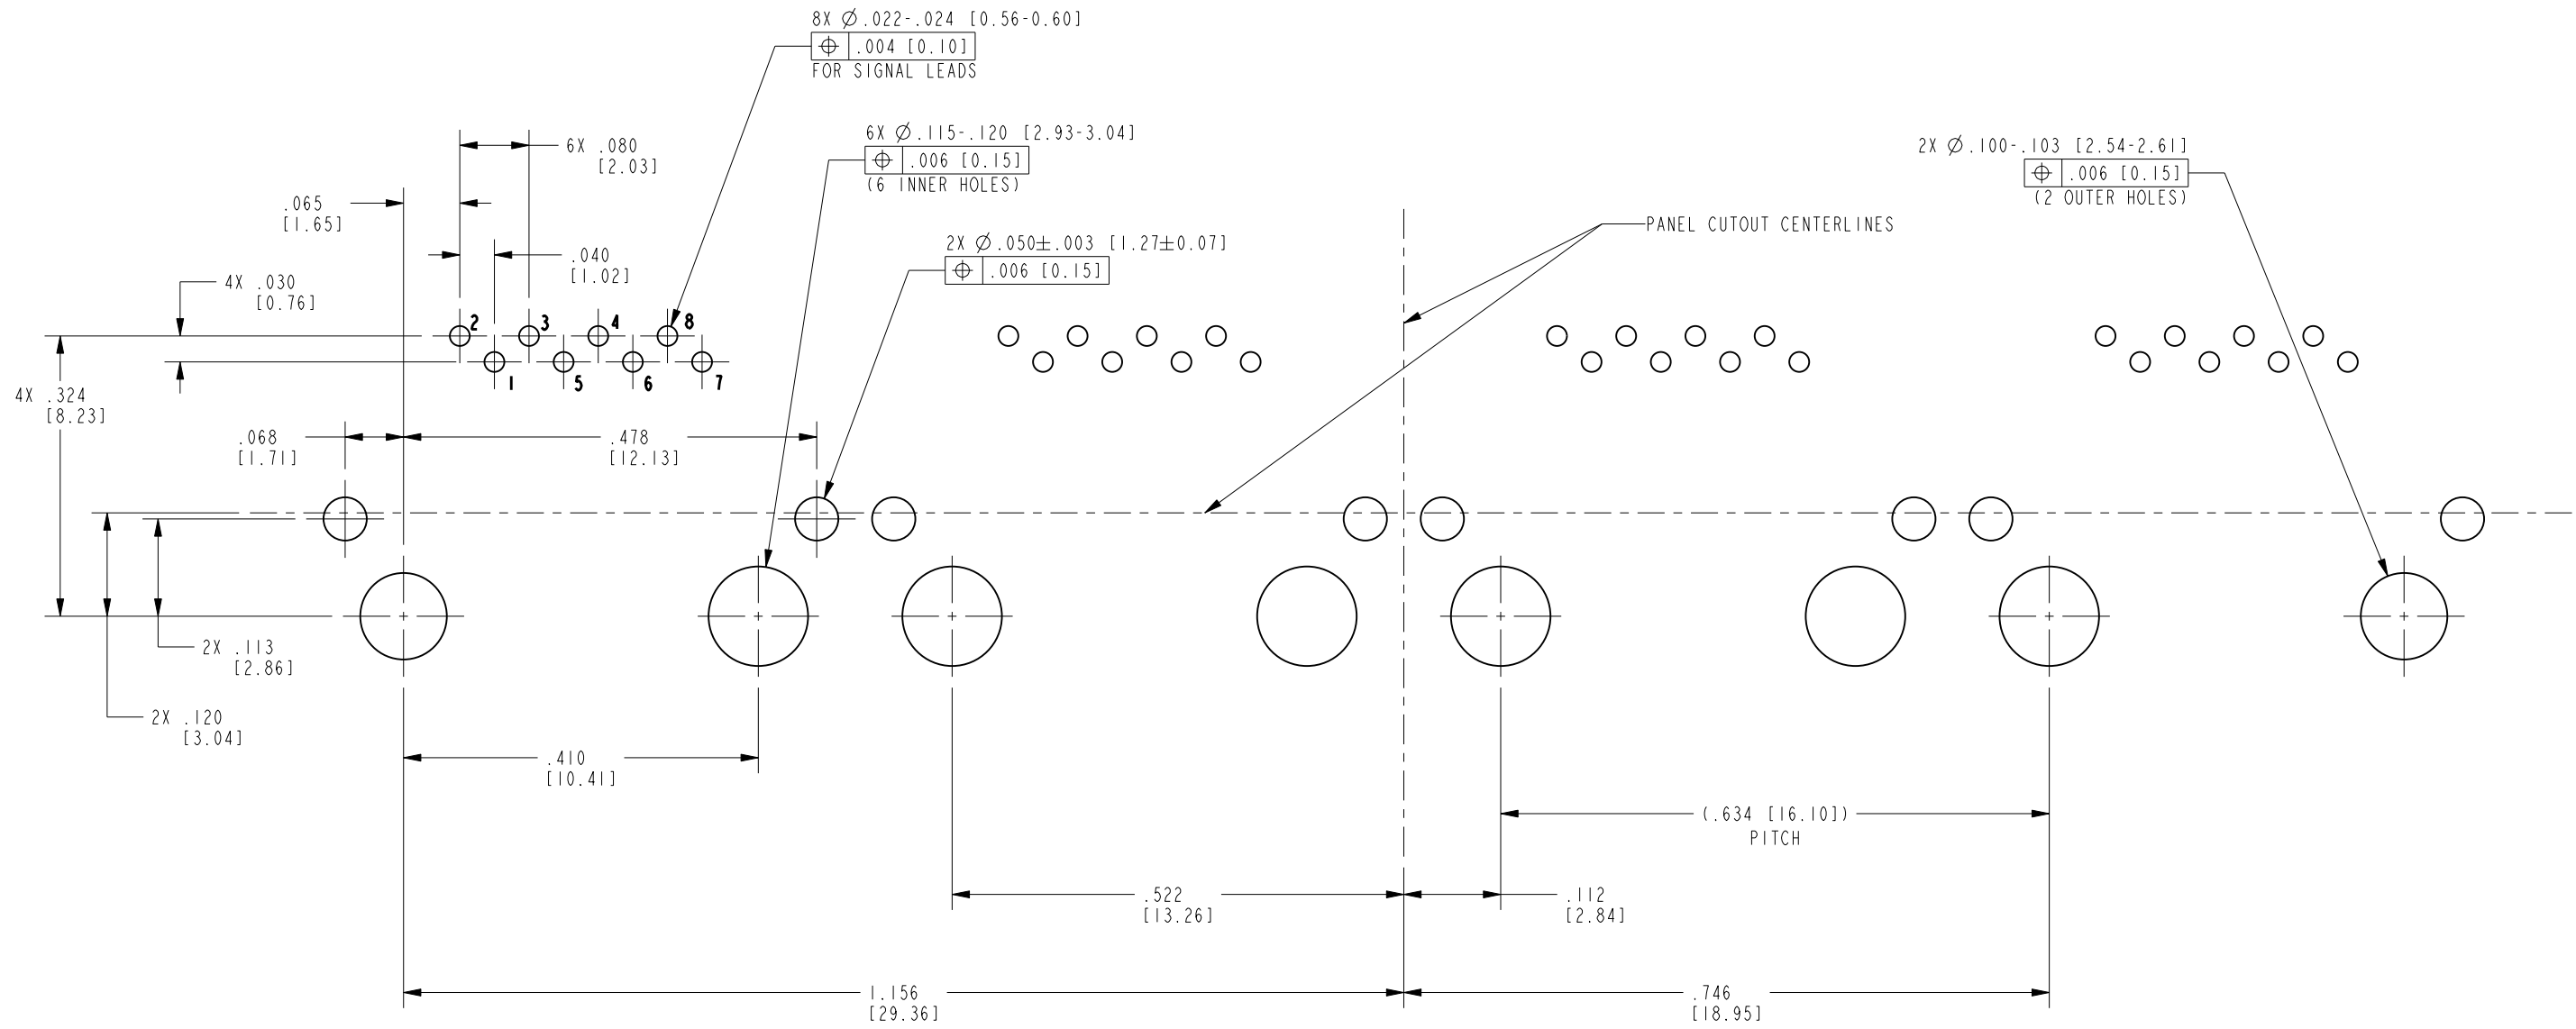 8X Ø.022-.024 [0.56-0.60]
⌖ .004 [0.10]
FOR SIGNAL LEADS
6X Ø.115-.120 [2.93-3.04]
⌖ .006 [0.15]
(6 INNER HOLES)
2X Ø.100-.103 [2.54-2.61]
⌖ .006 [0.15]
(2 OUTER HOLES)
6X .080
[2.03]
.065
[1.65]
PANEL CUTOUT CENTERLINES
2X Ø.050±.003 [1.27±0.07]
⌖ .006 [0.15]
.040
[1.02]
4X .030
[0.76]
2 3 4 8
1 5 6 7
4X .324
[8.23]
.068
[1.71]
.478
[12.13]
2X .113
[2.86]
2X .120
[3.04]
.410
[10.41]
(.634 [16.10])
PITCH
.522
[13.26]
.112
[2.84]
1.156
[29.36]
.746
[18.95]